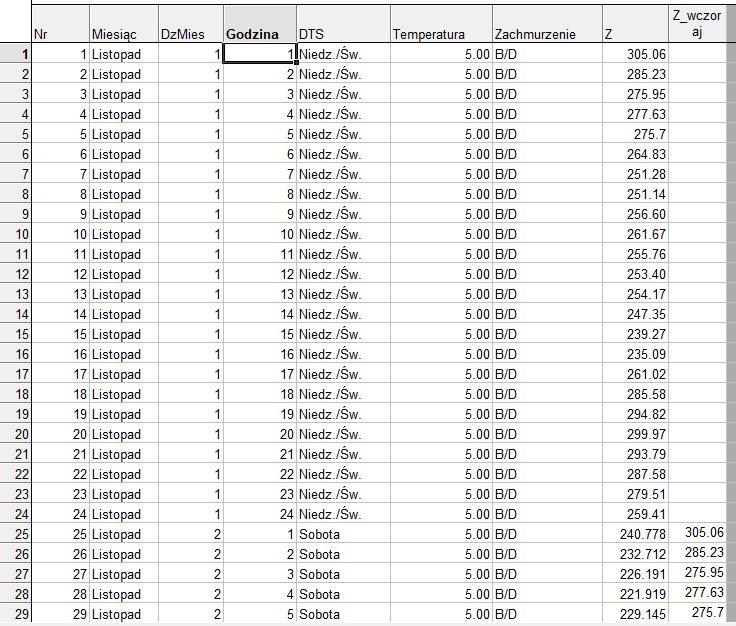 Nr Miesiąc DzMies Godzina DTS Temperatura Zachmurzenie Z Z_wczor
aj
1 1 Listopad 1 1 Niedz./Św. 5.00 B/D 305.06
2 2 Listopad 1 2 Niedz./Św. 5.00 B/D 285.23
3 3 Listopad 1 3 Niedz./Św. 5.00 B/D 275.95
4 4 Listopad 1 4 Niedz./Św. 5.00 B/D 277.63
5 5 Listopad 1 5 Niedz./Św. 5.00 B/D 275.7
6 6 Listopad 1 6 Niedz./Św. 5.00 B/D 264.83
7 7 Listopad 1 7 Niedz./Św. 5.00 B/D 251.28
8 8 Listopad 1 8 Niedz./Św. 5.00 B/D 251.14
9 9 Listopad 1 9 Niedz./Św. 5.00 B/D 256.60
10 10 Listopad 1 10 Niedz./Św. 5.00 B/D 261.67
11 11 Listopad 1 11 Niedz./Św. 5.00 B/D 255.76
12 12 Listopad 1 12 Niedz./Św. 5.00 B/D 253.40
13 13 Listopad 1 13 Niedz./Św. 5.00 B/D 254.17
14 14 Listopad 1 14 Niedz./Św. 5.00 B/D 247.35
15 15 Listopad 1 15 Niedz./Św. 5.00 B/D 239.27
16 16 Listopad 1 16 Niedz./Św. 5.00 B/D 235.09
17 17 Listopad 1 17 Niedz./Św. 5.00 B/D 261.02
18 18 Listopad 1 18 Niedz./Św. 5.00 B/D 285.58
19 19 Listopad 1 19 Niedz./Św. 5.00 B/D 294.82
20 20 Listopad 1 20 Niedz./Św. 5.00 B/D 299.97
21 21 Listopad 1 21 Niedz./Św. 5.00 B/D 293.79
22 22 Listopad 1 22 Niedz./Św. 5.00 B/D 287.58
23 23 Listopad 1 23 Niedz./Św. 5.00 B/D 279.51
24 24 Listopad 1 24 Niedz./Św. 5.00 B/D 259.41
25 25 Listopad 2 1 Sobota 5.00 B/D 240.778 305.06
26 26 Listopad 2 2 Sobota 5.00 B/D 232.712 285.23
27 27 Listopad 2 3 Sobota 5.00 B/D 226.191 275.95
28 28 Listopad 2 4 Sobota 5.00 B/D 221.919 277.63
29 29 Listopad 2 5 Sobota 5.00 B/D 229.145 275.7